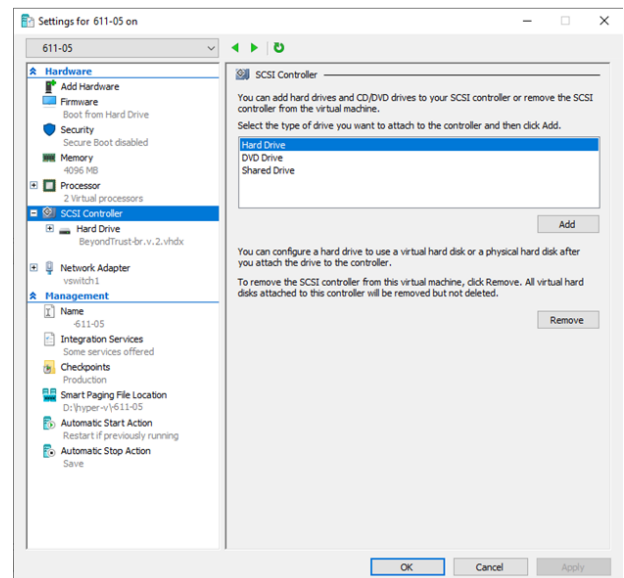 Settings for 611-05 on
611-05
Hardware
Add Hardware
Firmware
Boot from Hard Drive
Security
Secure Boot disabled
Memory
4096 MB
Processor
2 Virtual processors
SCSI Controller
Hard Drive
BeyondTrust-br.v.2.vhdx
Network Adapter
vswitch1
Management
Name
-611-05
Integration Services
Some services offered
Checkpoints
Production
Smart Paging File Location
D:\hyper-v\-611-05
Automatic Start Action
Restart if previously running
Automatic Stop Action
Save
SCSI Controller
You can add hard drives and CD/DVD drives to your SCSI controller or remove the SCSI
controller from the virtual machine.
Select the type of drive you want to attach to the controller and then click Add.
Hard Drive
DVD Drive
Shared Drive
Add
You can configure a hard drive to use a virtual hard disk or a physical hard disk after
you attach the drive to the controller.
To remove the SCSI controller from this virtual machine, click Remove. All virtual hard
disks attached to this controller will be removed but not deleted.
Remove
OK
Cancel
Apply